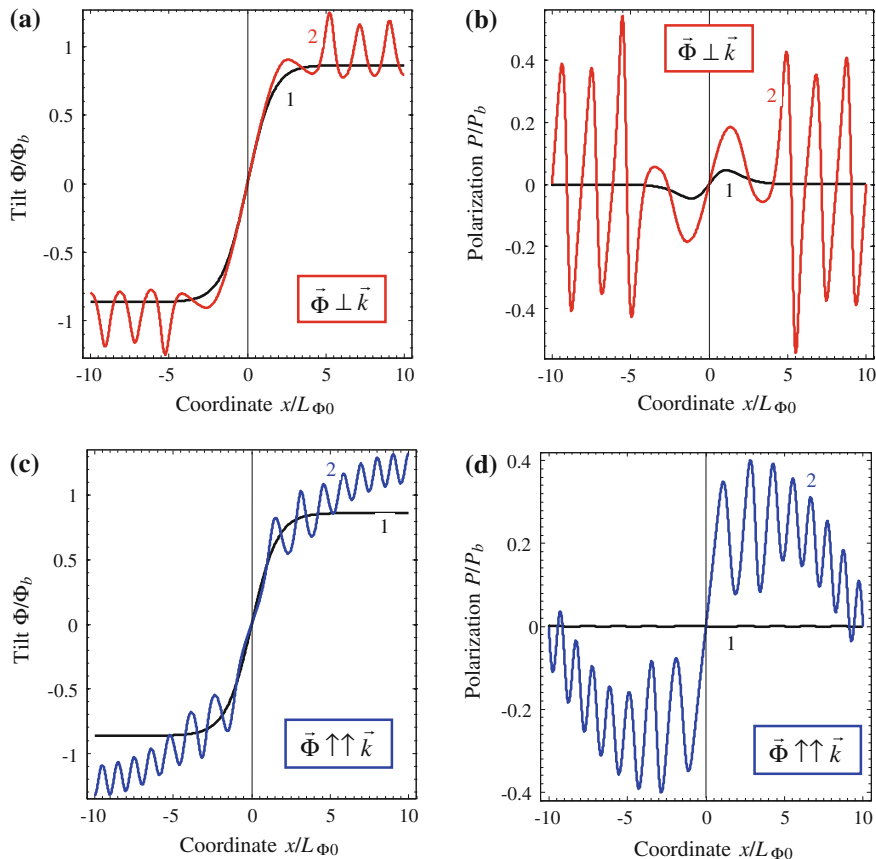 (a)
Tilt Φ/Φb
1
0.5
0
-0.5
-1
2
1
Φ⃗ ⊥ k⃗
-10 -5 0 5 10
Coordinate x/LΦ0
(b)
Polarization P/Pb
0.4
0.2
0
-0.2
-0.4
Φ⃗ ⊥ k⃗
2
1
-10 -5 0 5 10
Coordinate x/LΦ0
(c)
Tilt Φ/Φb
1
0.5
0
-0.5
-1
2
1
Φ⃗ ↑↑ k⃗
-10 -5 0 5 10
Coordinate x/LΦ0
(d)
Polarization P/Pb
0.4
0.2
0
-0.2
-0.4
2
1
Φ⃗ ↑↑ k⃗
-10 -5 0 5 10
Coordinate x/LΦ0